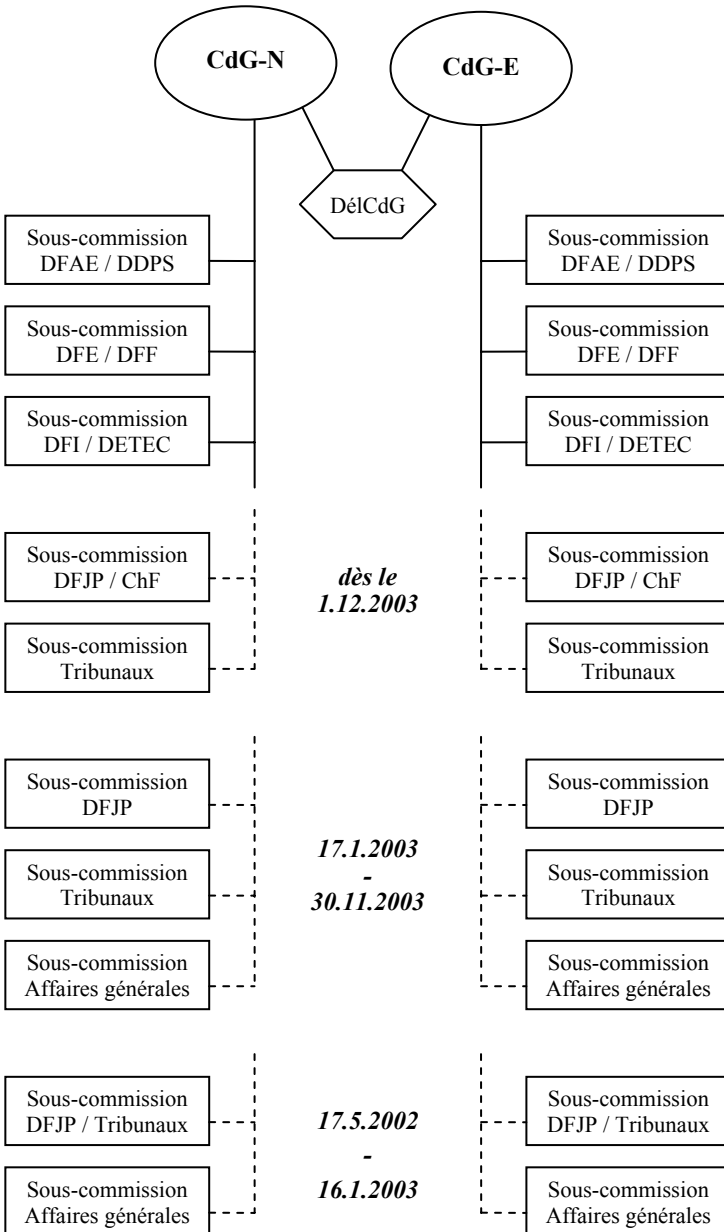 CdG-N
CdG-E
DélCdG
Sous-commission
DFAE / DDPS
Sous-commission
DFAE / DDPS
Sous-commission
DFE / DFF
Sous-commission
DFE / DFF
Sous-commission
DFI / DETEC
Sous-commission
DFI / DETEC
Sous-commission
DFJP / ChF
dès le
1.12.2003
Sous-commission
DFJP / ChF
Sous-commission
Tribunaux
Sous-commission
Tribunaux
Sous-commission
DFJP
Sous-commission
DFJP
Sous-commission
Tribunaux
17.1.2003
-
30.11.2003
Sous-commission
Tribunaux
Sous-commission
Affaires générales
Sous-commission
Affaires générales
Sous-commission
DFJP / Tribunaux
17.5.2002
-
16.1.2003
Sous-commission
DFJP / Tribunaux
Sous-commission
Affaires générales
Sous-commission
Affaires générales